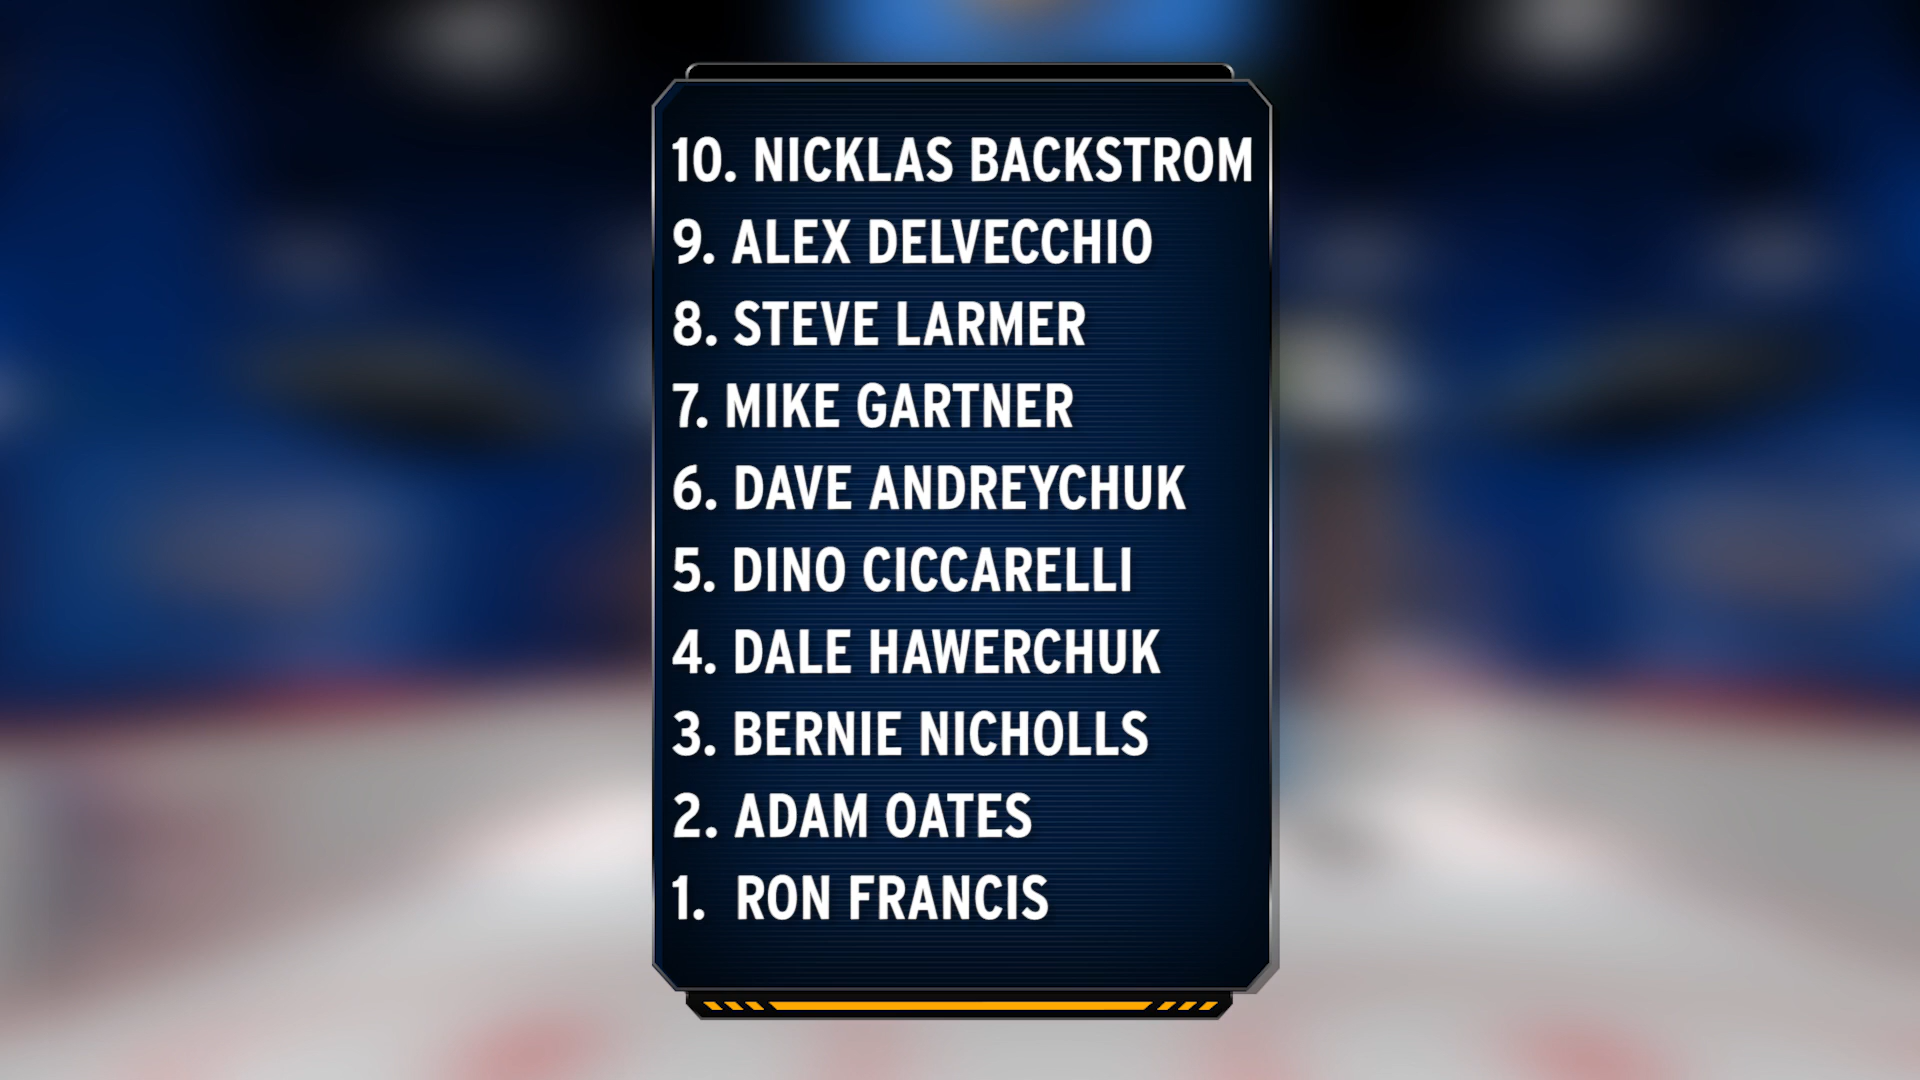 10. NICKLAS BACKSTROM
9. ALEX DELVECCHIO
8. STEVE LARMER
7. MIKE GARTNER
6. DAVE ANDREYCHUK
5. DINO CICCARELLI
4. DALE HAWERCHUK
3. BERNIE NICHOLLS
2. ADAM OATES
1. RON FRANCIS